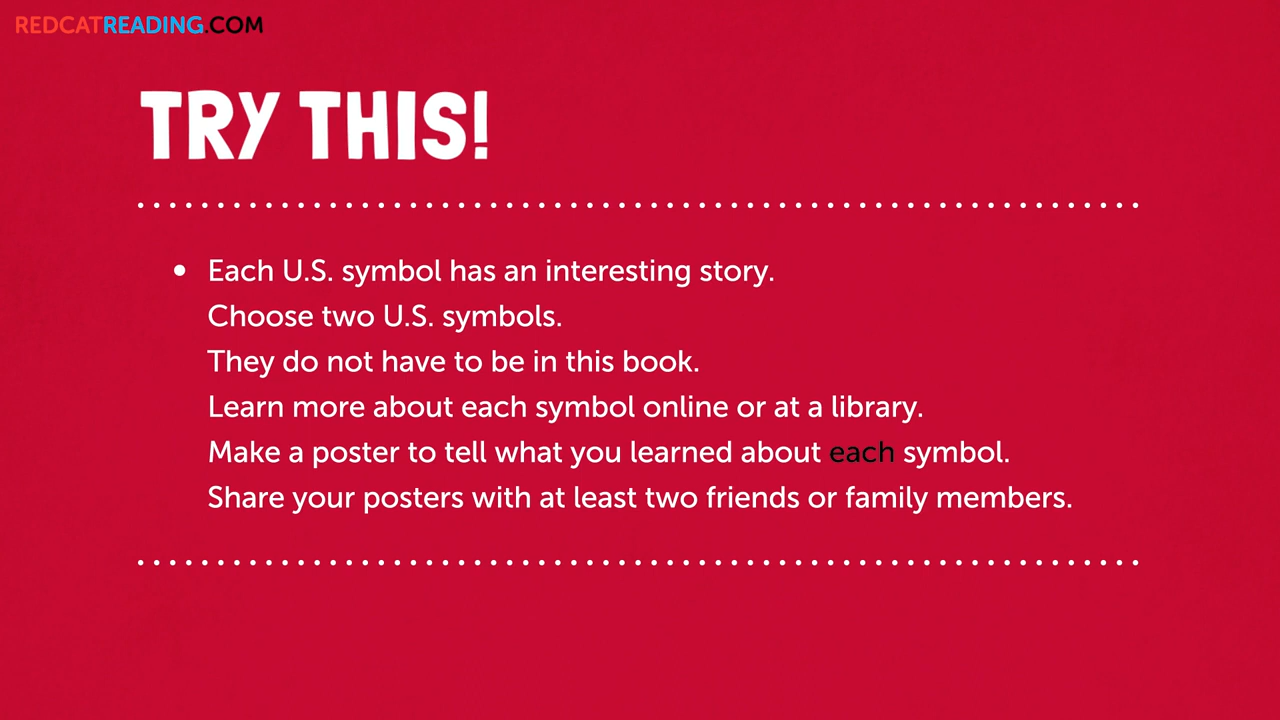 REDCATREADING.COM
TRY THIS!
• Each U.S. symbol has an interesting story.
Choose two U.S. symbols.
They do not have to be in this book.
Learn more about each symbol online or at a library.
Make a poster to tell what you learned about each symbol.
Share your posters with at least two friends or family members.